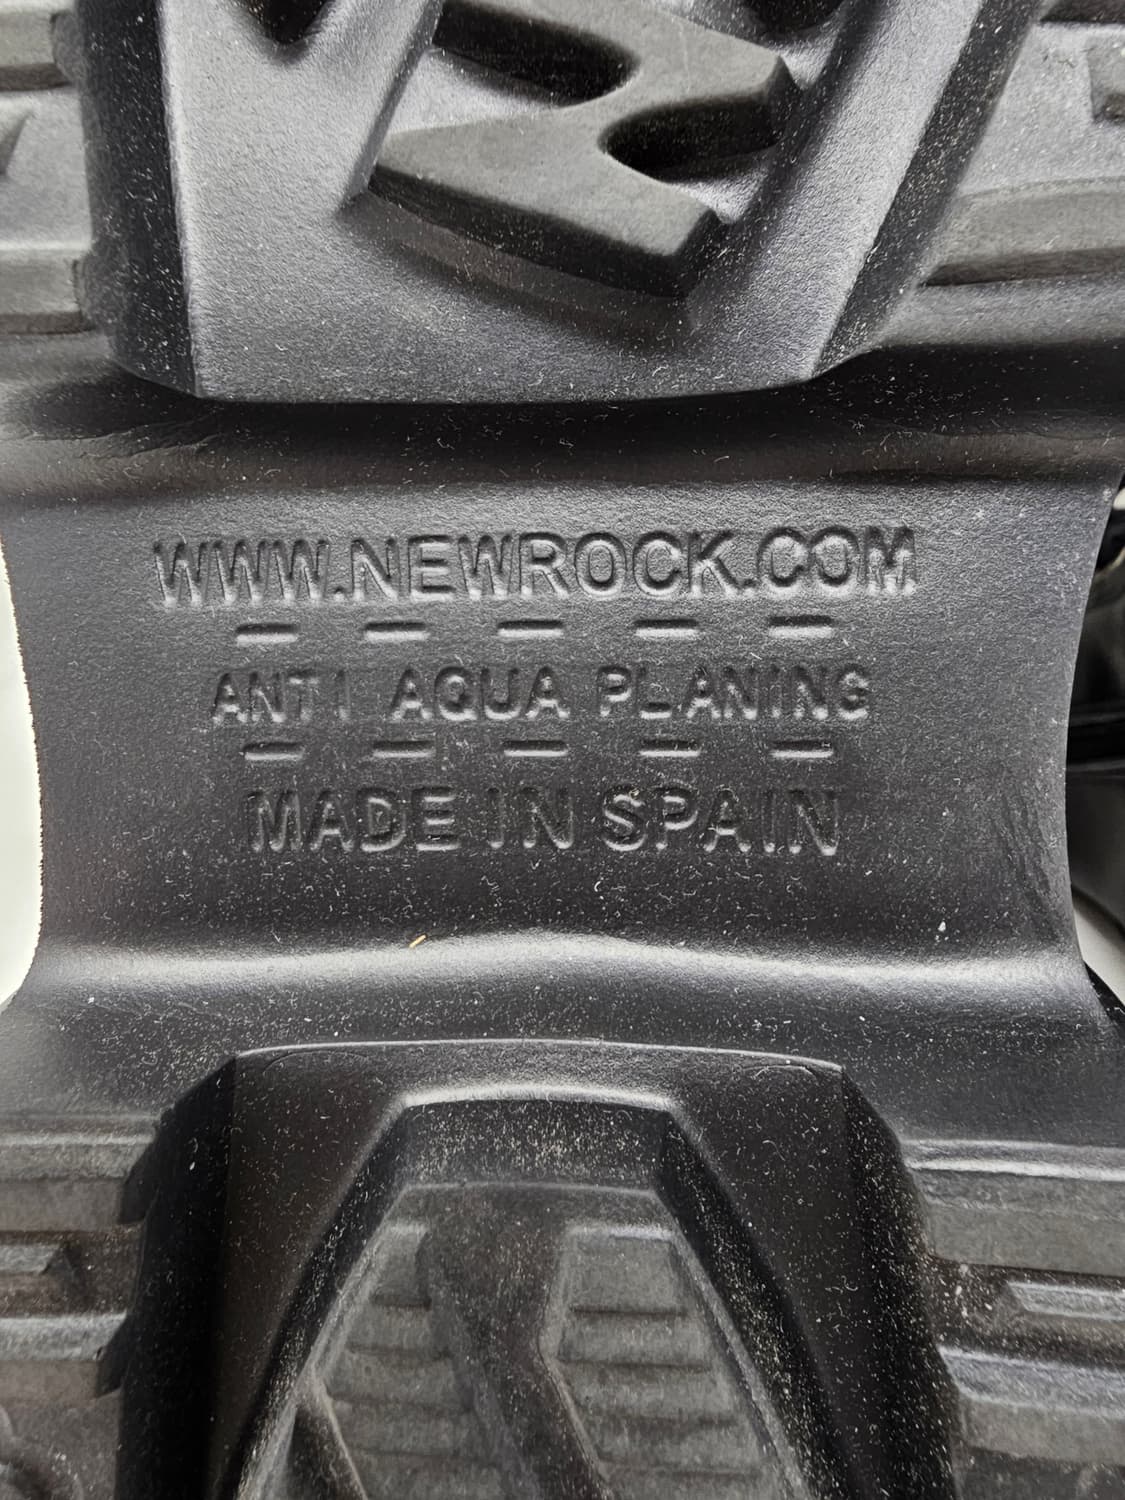 WWW.NEWROCK.COM
– – – – –
ANTI AQUA PLANING
– – – – –
MADE IN SPAIN